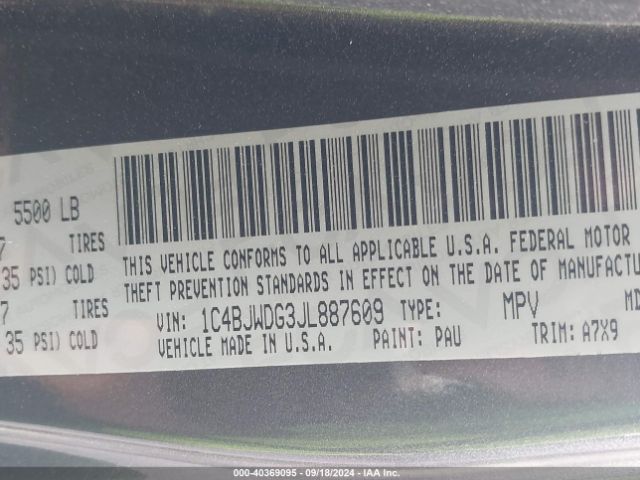 5500 LB
7 TIRES
35 PSI) COLD
7 TIRES
35 PSI) COLD
THIS VEHICLE CONFORMS TO ALL APPLICABLE U.S.A. FEDERAL MOTOR
THEFT PREVENTION STANDARDS IN EFFECT ON THE DATE OF MANUFACTU
VIN: 1C4BJWDG3JL887609 TYPE: MPV MD
VEHICLE MADE IN U.S.A. PAINT: PAU TRIM: A7X9
000-40369095 - 09/18/2024 - IAA Inc.